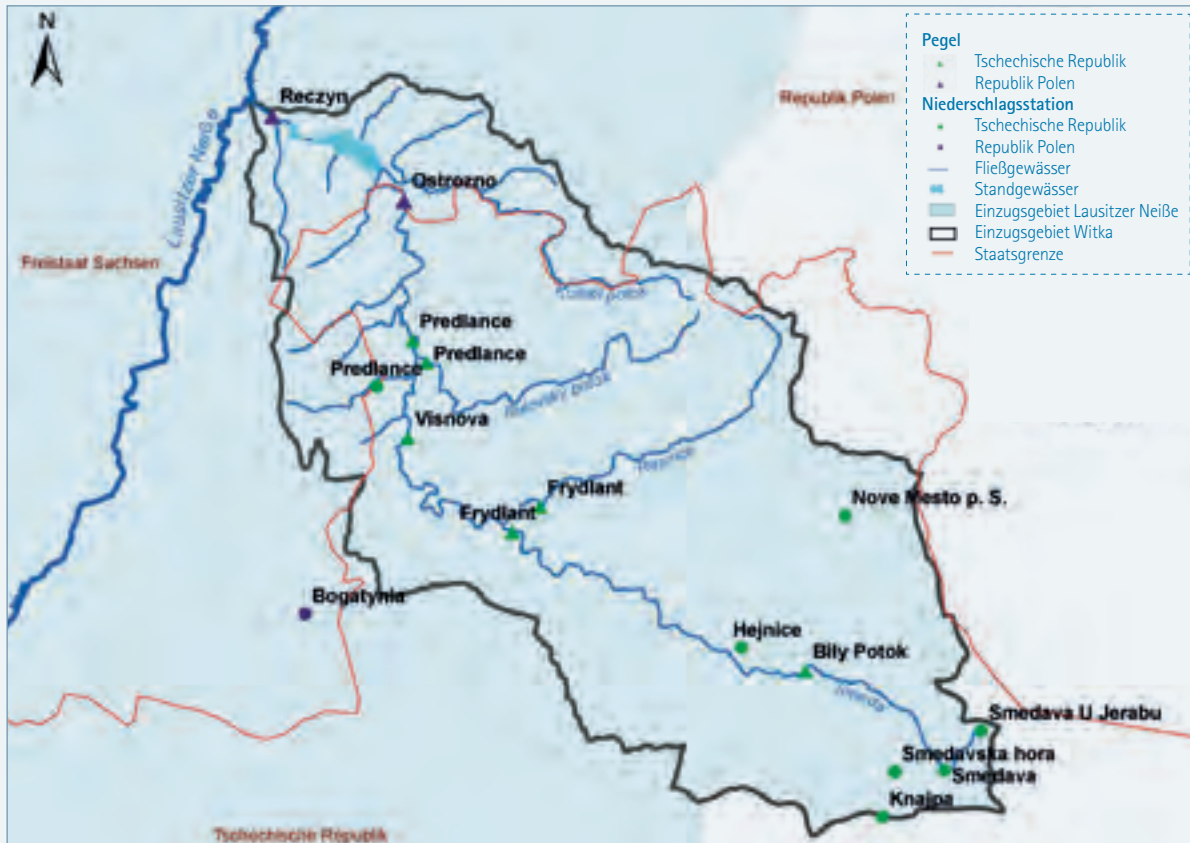 N
Reczyn
Republik Polen
Lausitzer Neiße
Ostrozno
Freistaat Sachsen
Predlance
Predlance
Predlance
Visnova
Frydlant
Frydlant
Nove Mesto p. S.
Bogatynia
Hejnice
Bily Potok
Smeda
Smedava U Jerabu
Smedavska hora
Smedava
Knajpa
Tschechische Republik
Pegel
Tschechische Republik
Republik Polen
Niederschlagsstation
Tschechische Republik
Republik Polen
Fließgewässer
Standgewässer
Einzugsgebiet Lausitzer Neiße
Einzugsgebiet Witka
Staatsgrenze